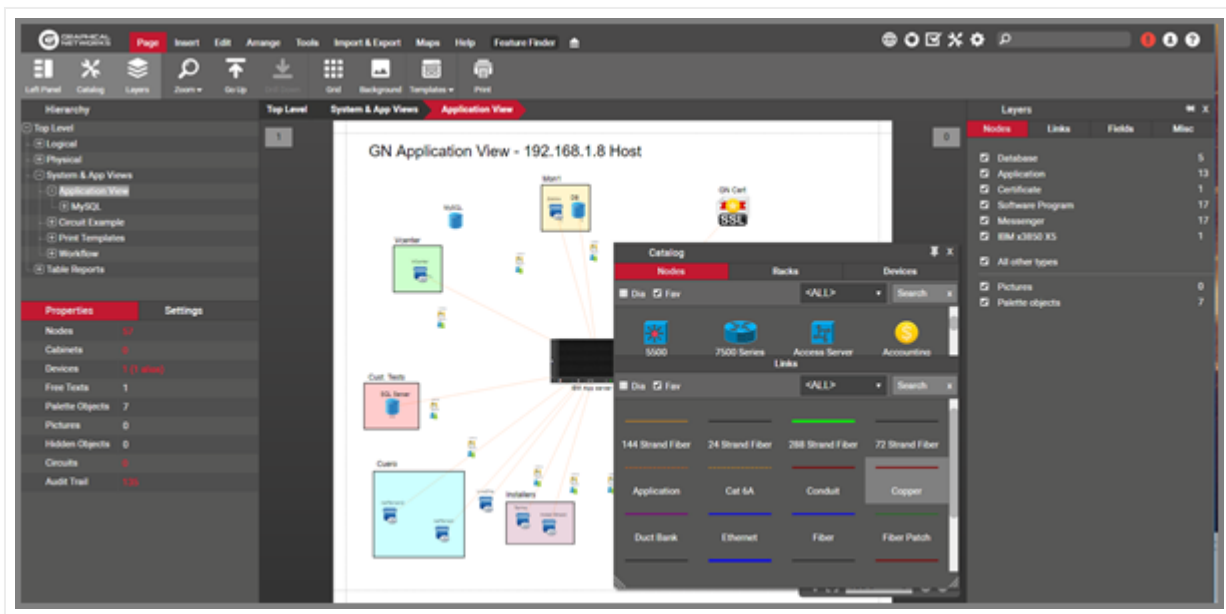 GRAPHICAL NETWORKS
Page Insert Edit Arrange Tools Import & Export Maps Help Feature Finder
Left Panel Catalog Layers Zoom Go Up Drill Down Grid Background Templates Print
Hierarchy
Top Level
Logical
Physical
System & App Views
Application View
MySQL
Circuit Example
Print Templates
Workflow
Table Reports
Properties Settings
Nodes
Cabinets
Devices 1 (1 alias)
Free Texts 1
Palette Objects 7
Pictures 0
Hidden Objects 0
Circuits
Audit Trail
Top Level System & App Views Application View
1
0
GN Application View - 192.168.1.8 Host
MySQL
DB
GN Cert
SSL
Vcenter
Cust. Tests
SQL Server
Cuero
Installers
Catalog X
Nodes Racks Devices
Dia Fav <ALL> Search x
5500 7500 Series Access Server Accounting
Links
Dia Fav <ALL> Search x
144 Strand Fiber 24 Strand Fiber 288 Strand Fiber 72 Strand Fiber
Application Cat 6A Conduit Copper
Duct Bank Ethernet Fiber Fiber Patch
Layers X
Nodes Links Fields Misc
Database 5
Application 13
Certificate 1
Software Program 17
Messenger 17
IBM x3850 X5 1
All other types
Pictures 0
Palette objects 7